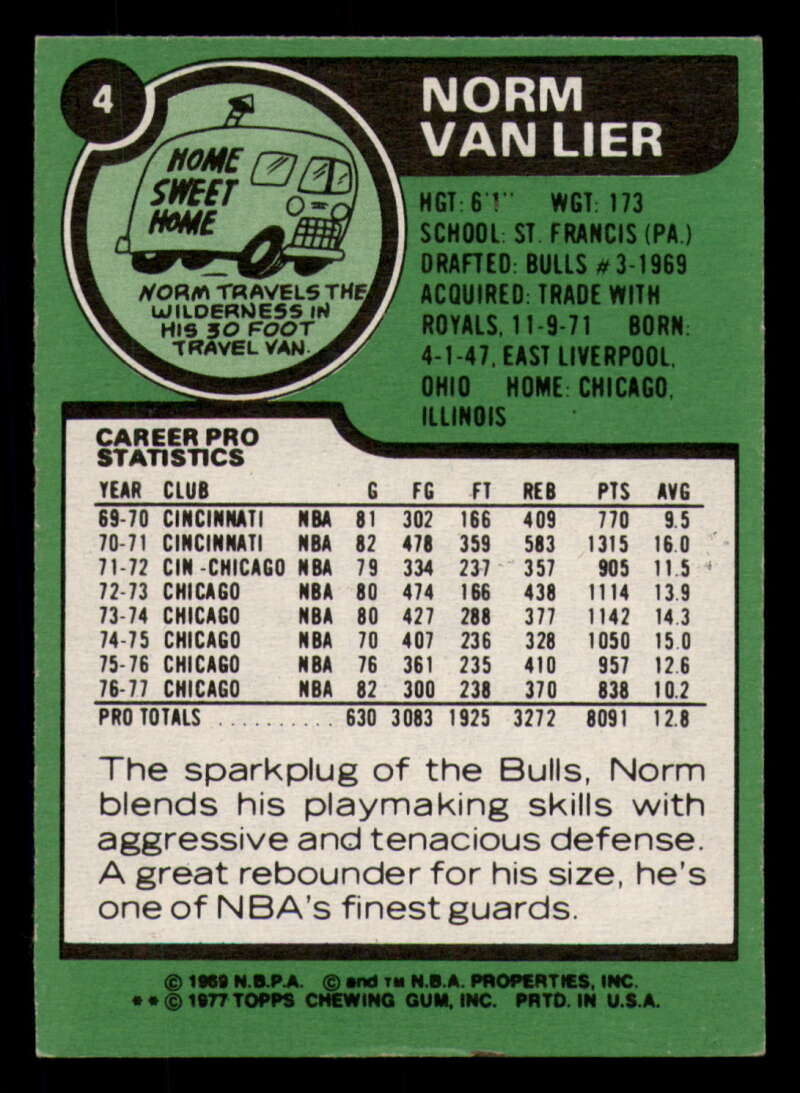 4
NORM
VAN LIER
HOME
SWEET
HOME
NORM TRAVELS THE
WILDERNESS IN
HIS 30 FOOT
TRAVEL VAN.
HGT: 6'1" WGT: 173
SCHOOL: ST. FRANCIS (PA.)
DRAFTED: BULLS #3-1969
ACQUIRED: TRADE WITH
ROYALS, 11-9-71 BORN:
4-1-47, EAST LIVERPOOL,
OHIO HOME: CHICAGO,
ILLINOIS
CAREER PRO
STATISTICS
YEAR CLUB G FG FT REB PTS AVG
69-70 CINCINNATI NBA 81 302 166 409 770 9.5
70-71 CINCINNATI NBA 82 478 359 583 1315 16.0
71-72 CIN.-CHICAGO NBA 79 334 237 357 905 11.5
72-73 CHICAGO NBA 80 474 166 438 1114 13.9
73-74 CHICAGO NBA 80 427 288 377 1142 14.3
74-75 CHICAGO NBA 70 407 236 328 1050 15.0
75-76 CHICAGO NBA 76 361 235 410 957 12.6
76-77 CHICAGO NBA 82 300 238 370 838 10.2
PRO TOTALS .......... 630 3083 1925 3272 8091 12.8
The sparkplug of the Bulls, Norm
blends his playmaking skills with
aggressive and tenacious defense.
A great rebounder for his size, he's
one of NBA's finest guards.
© 1969 N.B.P.A. © and TM N.B.A. PROPERTIES, INC.
* * © 1977 TOPPS CHEWING GUM, INC. PRTD. IN U.S.A.